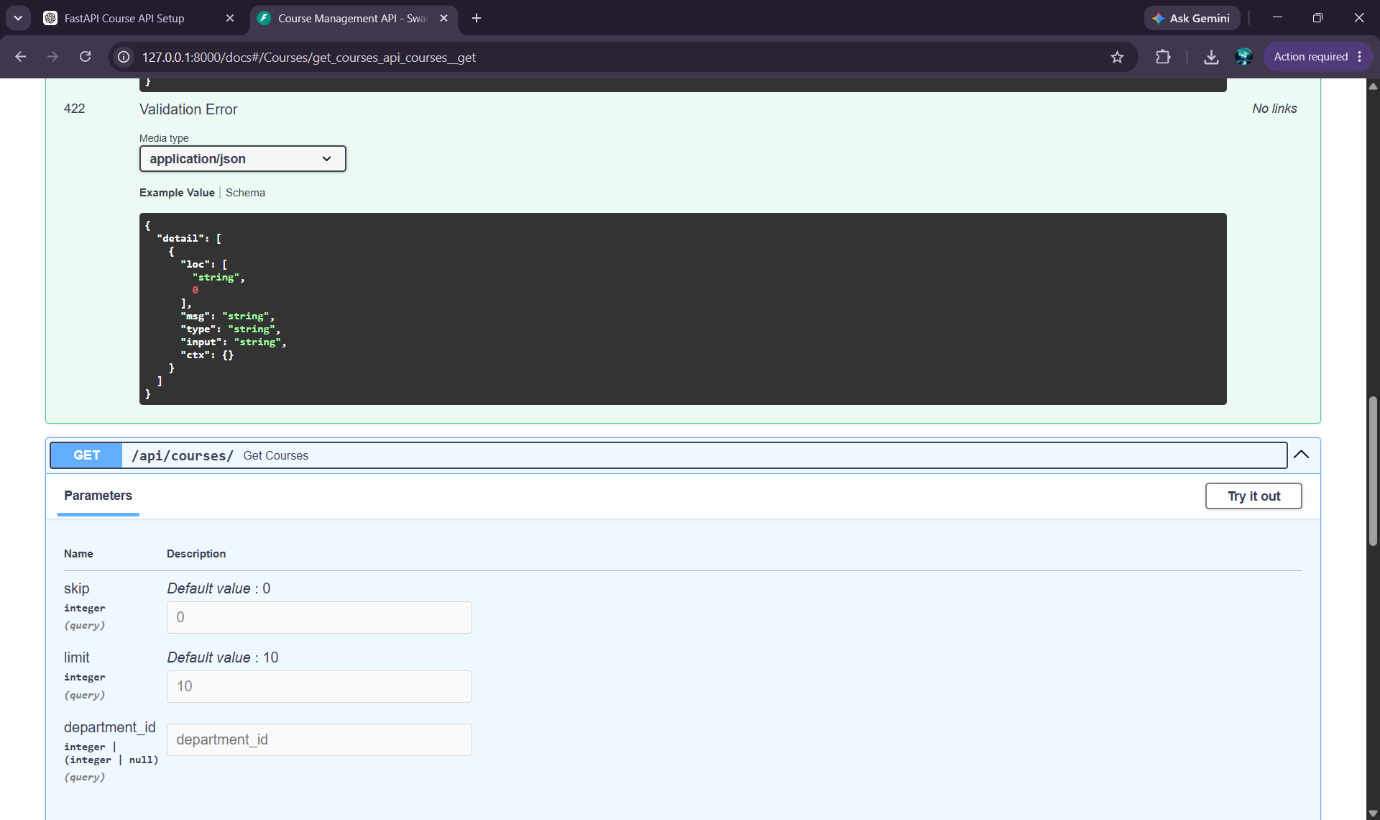 FastAPI Course API Setup
Course Management API - Swa
Ask Gemini
127.0.0.1:8000/docs#/Courses/get_courses_api_courses__get
Action required
}
422
Validation Error
No links
Media type
application/json
Example Value
Schema
{
"detail": [
{
"loc": [
"string",
0
],
"msg": "string",
"type": "string",
"input": "string",
"ctx": {}
}
]
}
GET
/api/courses/
Get Courses
Parameters
Try it out
Name
Description
skip
Default value : 0
integer
0
(query)
limit
Default value : 10
integer
10
(query)
department_id
department_id
integer |
(integer | null)
(query)